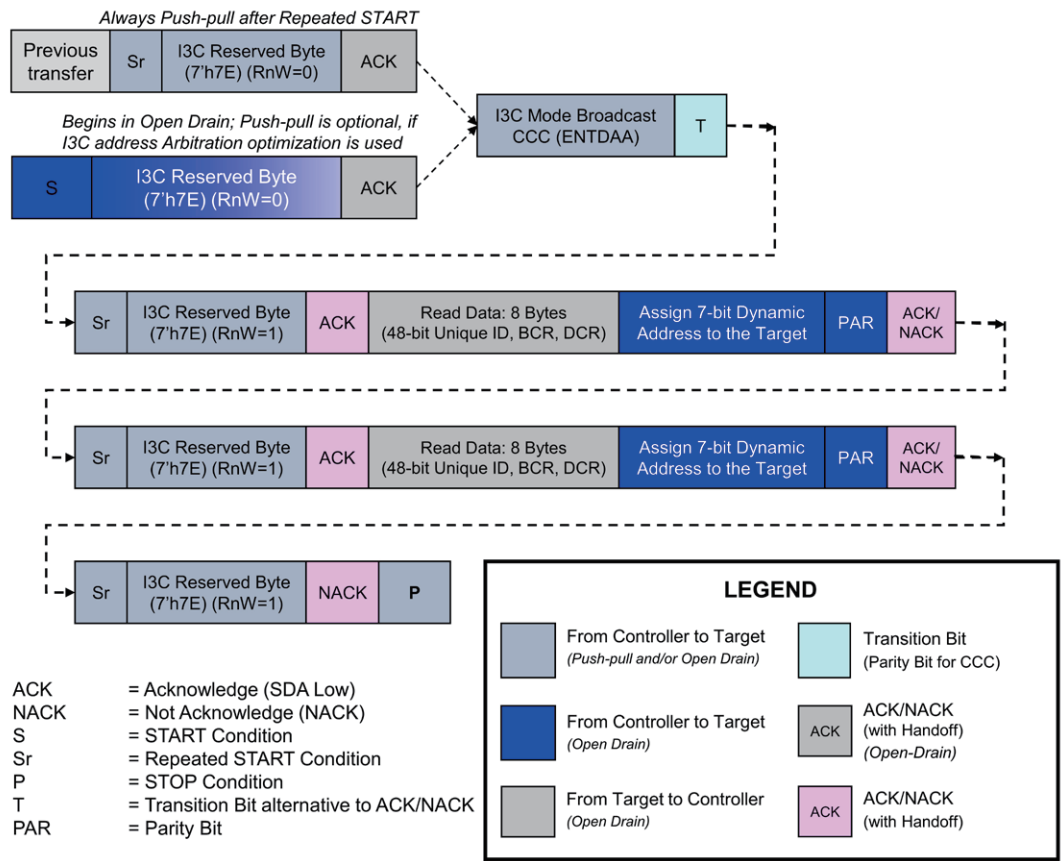 Always Push-pull after Repeated START
Previous
transfer
Sr
I3C Reserved Byte
(7'h7E) (RnW=0)
ACK
Begins in Open Drain; Push-pull is optional, if
I3C address Arbitration optimization is used
S
I3C Reserved Byte
(7'h7E) (RnW=0)
ACK
I3C Mode Broadcast
CCC (ENTDAA)
T
Sr
I3C Reserved Byte
(7'h7E) (RnW=1)
ACK
Read Data: 8 Bytes
(48-bit Unique ID, BCR, DCR)
Assign 7-bit Dynamic
Address to the Target
PAR
ACK/
NACK
Sr
I3C Reserved Byte
(7'h7E) (RnW=1)
ACK
Read Data: 8 Bytes
(48-bit Unique ID, BCR, DCR)
Assign 7-bit Dynamic
Address to the Target
PAR
ACK/
NACK
Sr
I3C Reserved Byte
(7'h7E) (RnW=1)
NACK
P
ACK = Acknowledge (SDA Low)
NACK = Not Acknowledge (NACK)
S = START Condition
Sr = Repeated START Condition
P = STOP Condition
T = Transition Bit alternative to ACK/NACK
PAR = Parity Bit
LEGEND
From Controller to Target
(Push-pull and/or Open Drain)
From Controller to Target
(Open Drain)
From Target to Controller
(Open Drain)
Transition Bit
(Parity Bit for CCC)
ACK
ACK/NACK
(with Handoff)
(Open-Drain)
ACK
ACK/NACK
(with Handoff)